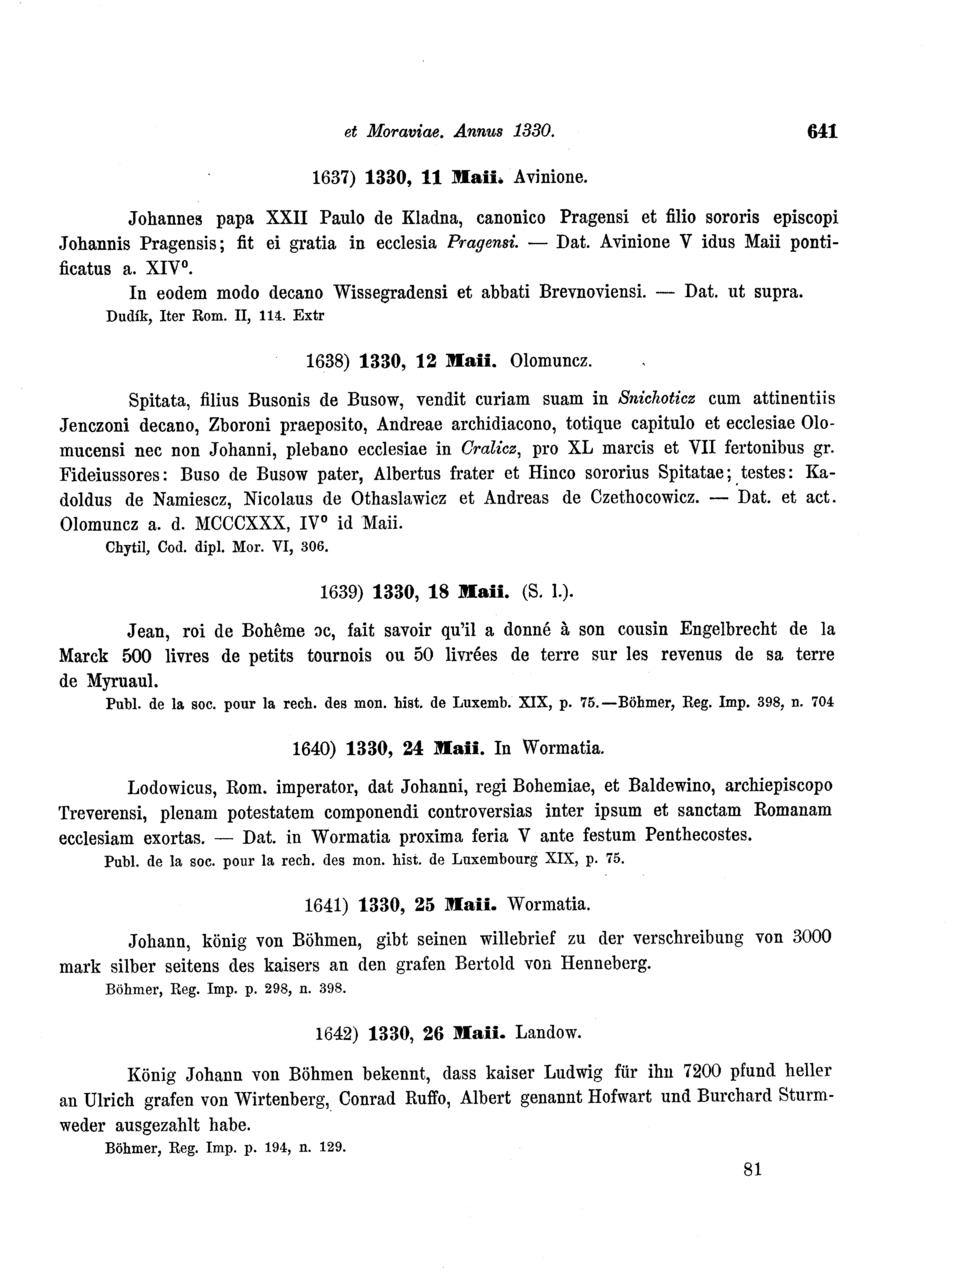 et Moraviae. Annus 1330. 641
1637) 1330, 11 Maii. Avinione.
Johannes papa XXII Paulo de Kladna, canonico Pragensi et filio sororis episcopi
Johannis Pragensis; fit ei gratia in ecclesia Pragensi. — Dat. Avinione V idus Maii ponti-
ficatus a. XIV⁰.
In eodem modo decano Wissegradensi et abbati Brevnoviensi. — Dat. ut supra.
Dudík, Iter Rom. II, 114. Extr
1638) 1330, 12 Maii. Olomuncz.
Spitata, filius Busonis de Busow, vendit curiam suam in Snichoticz cum attinentiis
Jenczoni decano, Zboroni praeposito, Andreae archidiacono, totique capitulo et ecclesiae Olo-
mucensi nec non Johanni, plebano ecclesiae in Cralicz, pro XL marcis et VII fertonibus gr.
Fideiussores: Buso de Busow pater, Albertus frater et Hinco sororius Spitatae; testes: Ka-
doldus de Namiescz, Nicolaus de Othaslawicz et Andreas de Czethocowicz. — Dat. et act.
Olomuncz a. d. MCCCXXX, IV⁰ id Maii.
Chytil, Cod. dipl. Mor. VI, 306.
1639) 1330, 18 Maii. (S. l.).
Jean, roi de Bohême ɔc, fait savoir qu'il a donné à son cousin Engelbrecht de la
Marck 500 livres de petits tournois ou 50 livrées de terre sur les revenus de sa terre
de Myruaul.
Publ. de la soc. pour la rech. des mon. hist. de Luxemb. XIX, p. 75.—Böhmer, Reg. Imp. 398, n. 704
1640) 1330, 24 Maii. In Wormatia.
Lodowicus, Rom. imperator, dat Johanni, regi Bohemiae, et Baldewino, archiepiscopo
Treverensi, plenam potestatem componendi controversias inter ipsum et sanctam Romanam
ecclesiam exortas. — Dat. in Wormatia proxima feria V ante festum Penthecostes.
Publ. de la soc. pour la rech. des mon. hist. de Luxembourg XIX, p. 75.
1641) 1330, 25 Maii. Wormatia.
Johann, könig von Böhmen, gibt seinen willebrief zu der verschreibung von 3000
mark silber seitens des kaisers an den grafen Bertold von Henneberg.
Böhmer, Reg. Imp. p. 298, n. 398.
1642) 1330, 26 Maii. Landow.
König Johann von Böhmen bekennt, dass kaiser Ludwig für ihn 7200 pfund heller
an Ulrich grafen von Wirtenberg, Conrad Ruffo, Albert genannt Hofwart und Burchard Sturm-
weder ausgezahlt habe.
Böhmer, Reg. Imp. p. 194, n. 129.
81